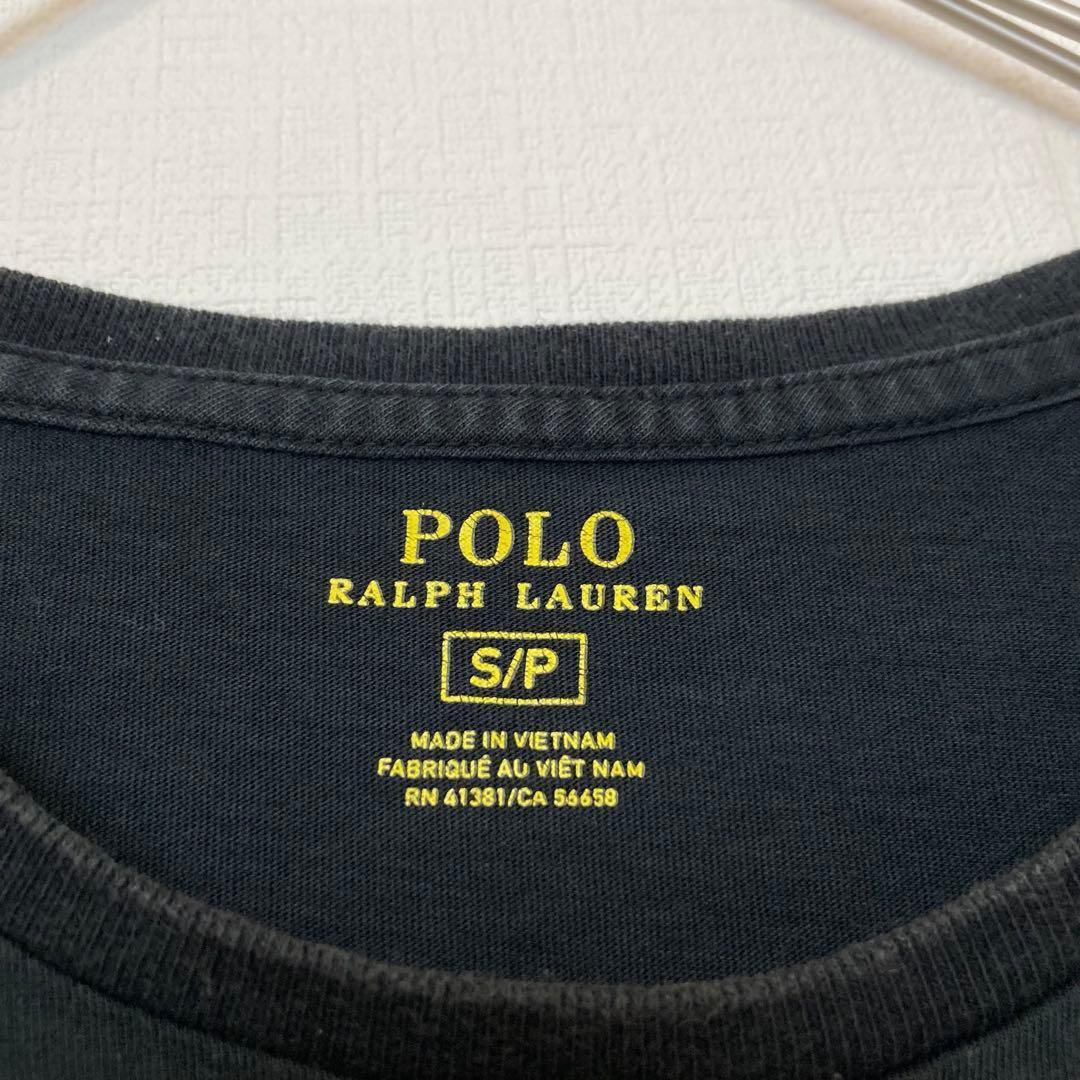 POLO
RALPH LAUREN
S/P
MADE IN VIETNAM
FABRIQUÉ AU VIÊT NAM
RN 41381/CA 56658